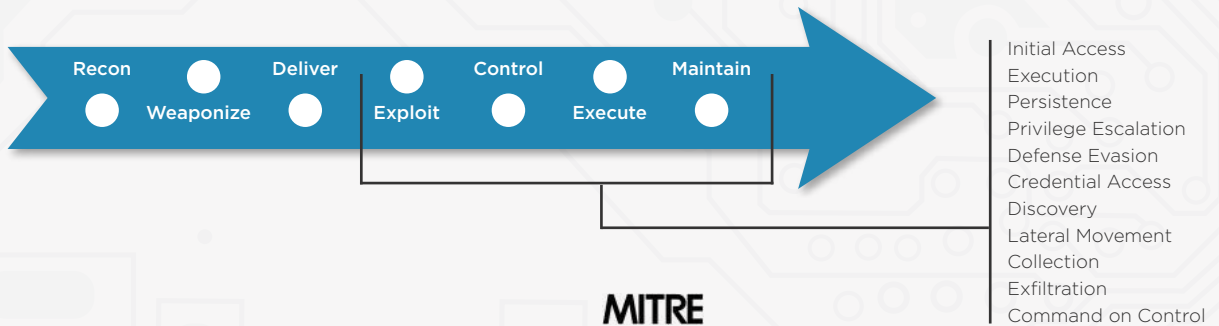 Recon
Weaponize
Deliver
Exploit
Control
Execute
Maintain
Initial Access
Execution
Persistence
Privilege Escalation
Defense Evasion
Credential Access
Discovery
Lateral Movement
Collection
Exfiltration
Command on Control
MITRE